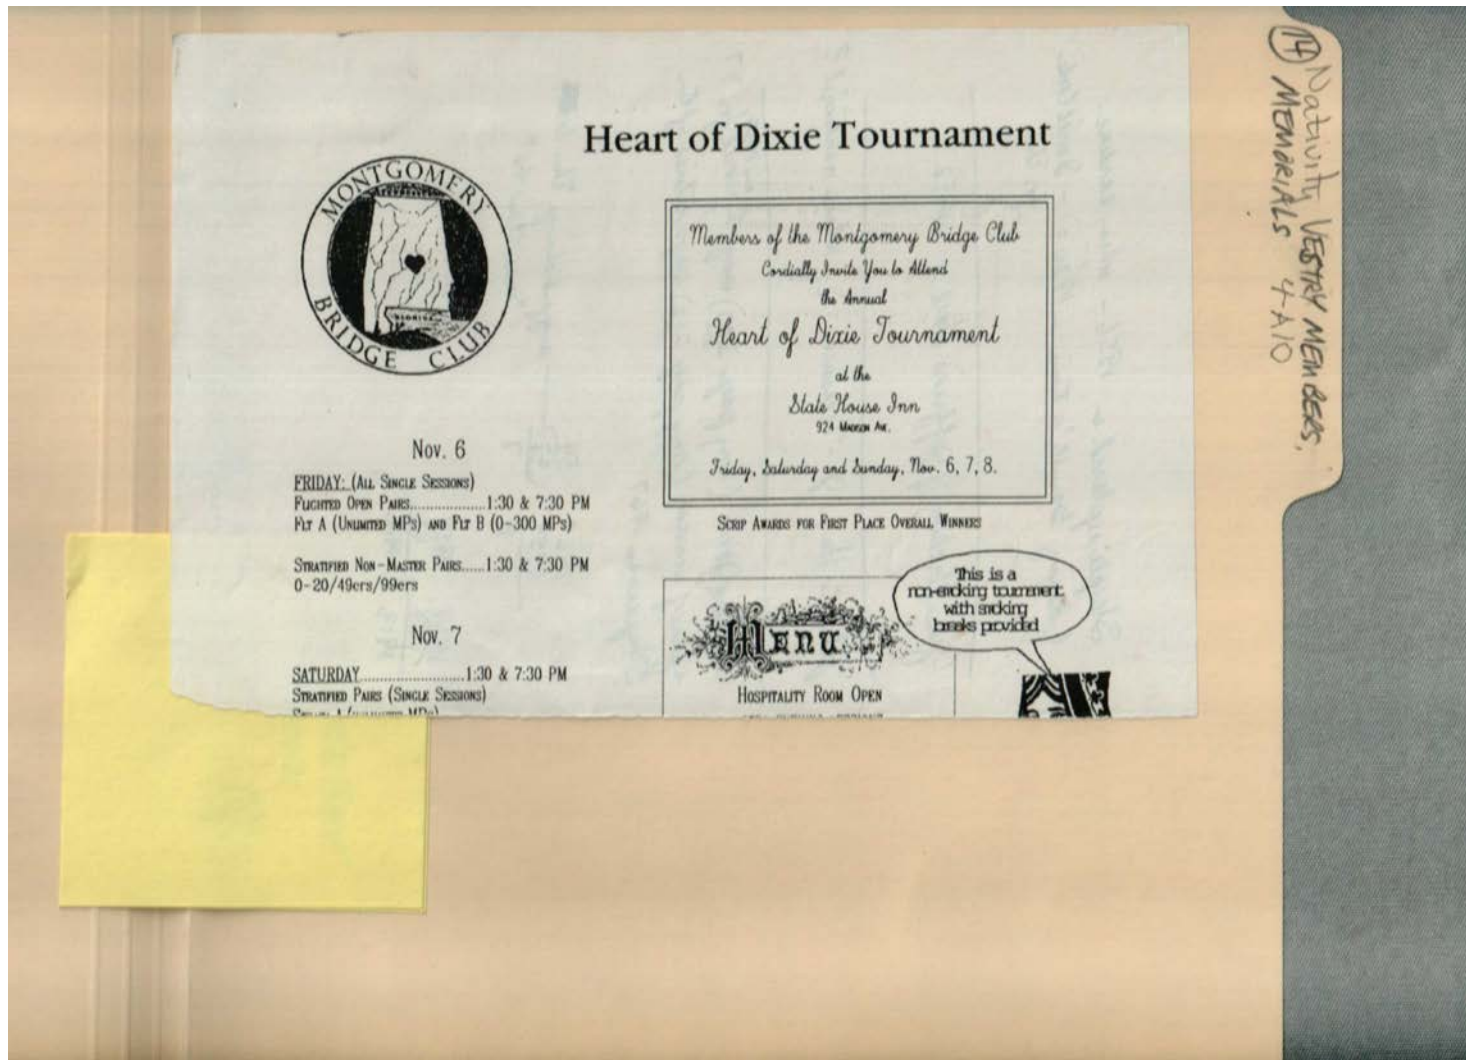 Heart of Dixie Tournament
MONTGOMERY
BRIDGE CLUB
FLORIDA
Members of the Montgomery Bridge Club
Cordially Invite You to Attend
the Annual
Heart of Dixie Tournament
at the
State House Inn
924 Madison Ave.
Friday, Saturday and Sunday, Nov. 6, 7, 8.
Scrip Awards for First Place Overall Winners
Nov. 6
FRIDAY: (All Single Sessions)
Flighted Open Pairs..................1:30 & 7:30 PM
Flt A (Unlimited MPs) and Flt B (0-300 MPs)
Stratified Non-Master Pairs.....1:30 & 7:30 PM
0-20/49ers/99ers
Nov. 7
SATURDAY.........................1:30 & 7:30 PM
Stratified Pairs (Single Sessions)
This is a
non-smoking tournament
with smoking
breaks provided
Menu
Hospitality Room Open
14 Nativity VESTRY MEMBERS,
MEMORIALS 4-A10